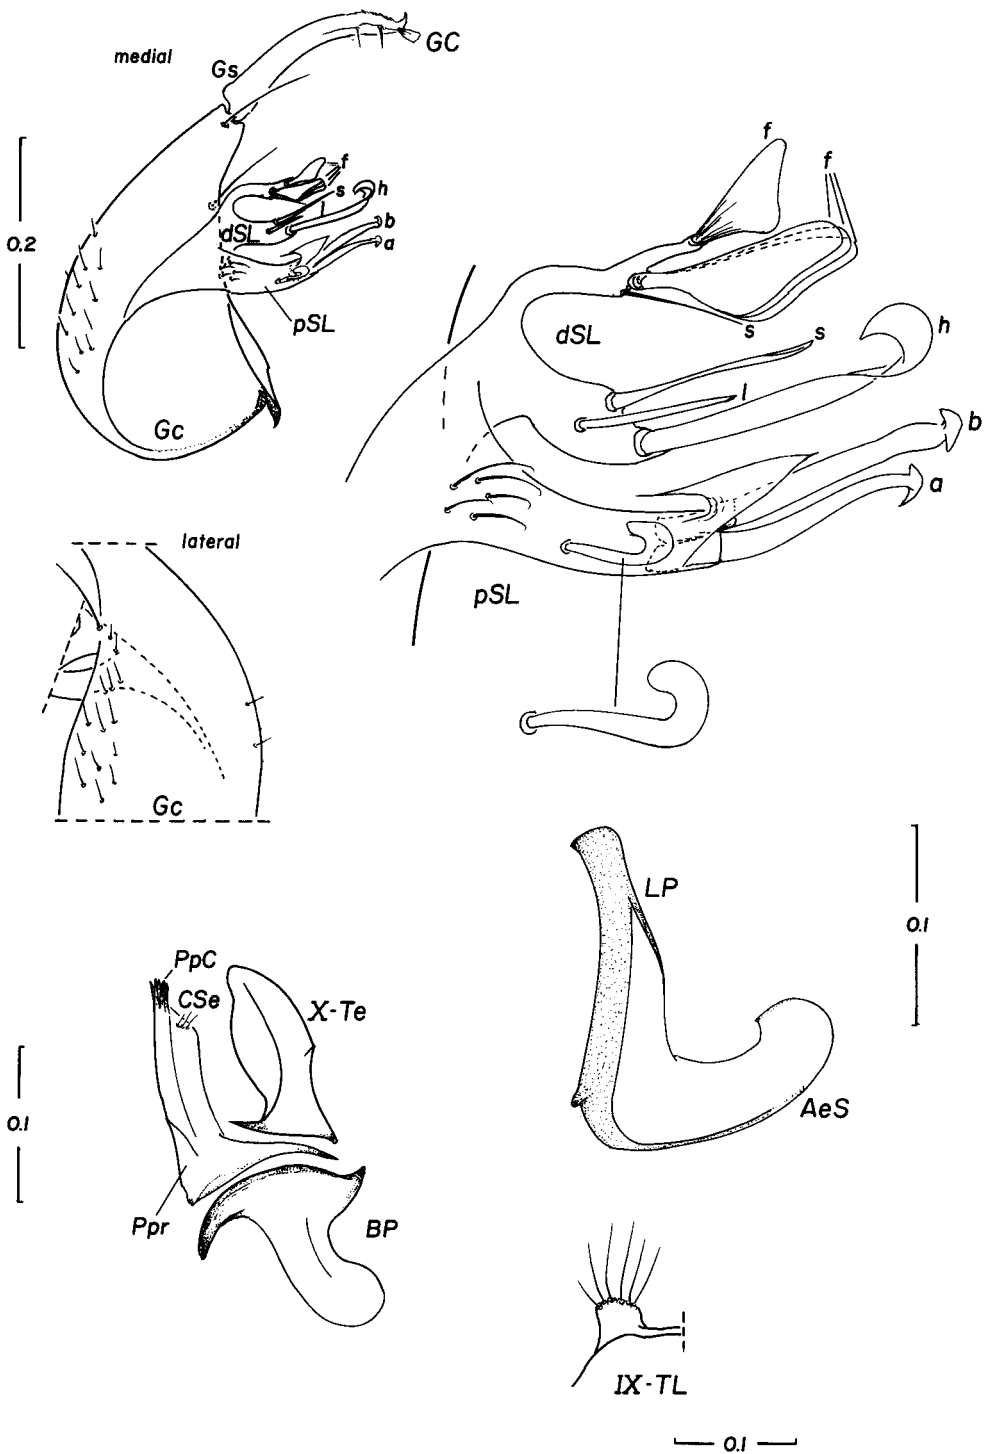 medial
Gs
GC
0.2
f
s
h
l
dSL
b
a
pSL
Gc
f
f
dSL
s
s
h
l
b
a
pSL
lateral
Gc
LP
0.1
AeS
PpC
CSe
X-Te
0.1
Ppr
BP
IX-TL
0.1